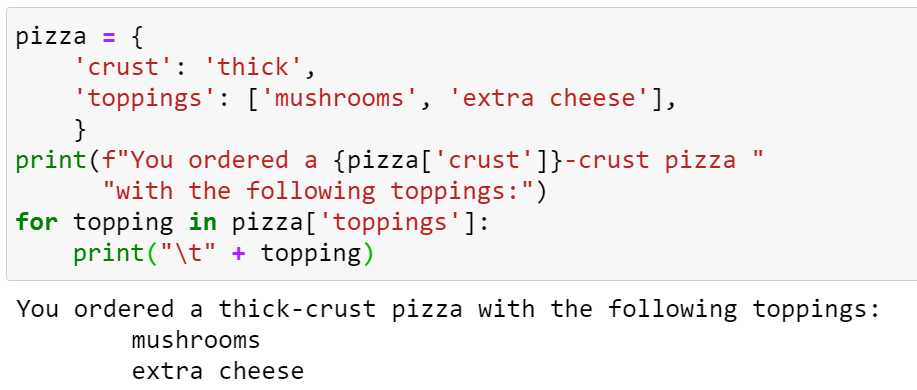 pizza = {
    'crust': 'thick',
    'toppings': ['mushrooms', 'extra cheese'],
    }
print(f"You ordered a {pizza['crust']}-crust pizza "
      "with the following toppings:")
for topping in pizza['toppings']:
    print("\t" + topping)
You ordered a thick-crust pizza with the following toppings:
        mushrooms
        extra cheese